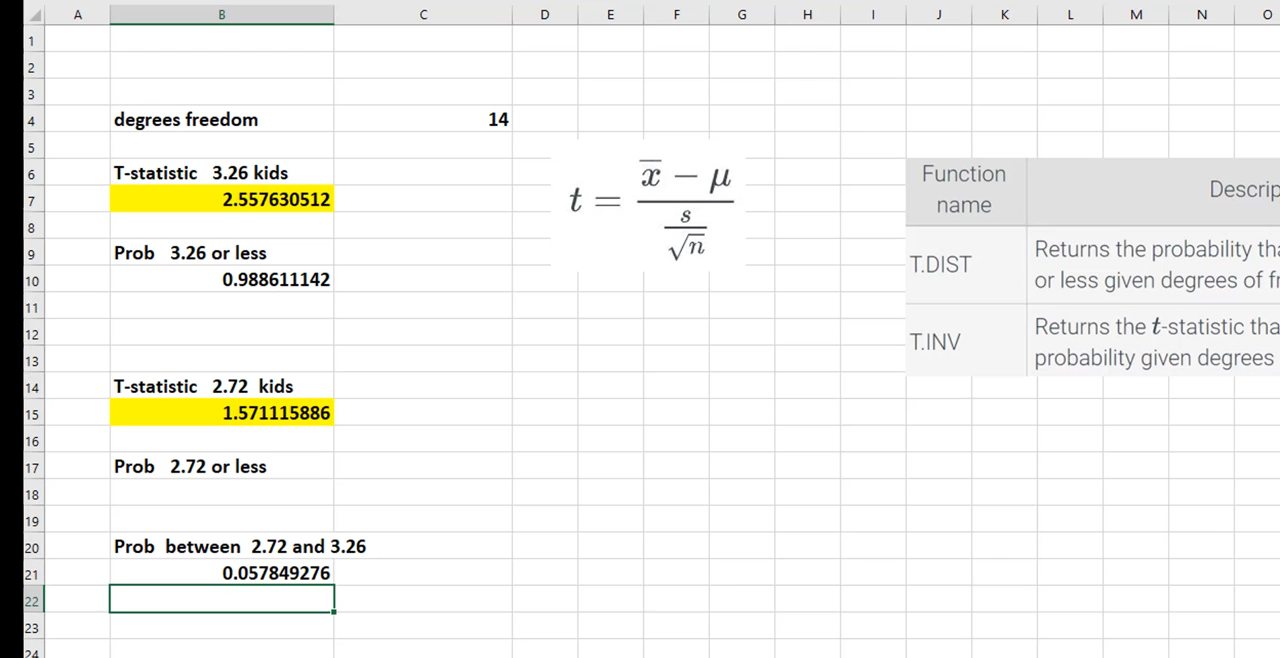 A B C D E F G H I J K L M N O
1
2
3
4 degrees freedom 14
5
6 T-statistic 3.26 kids
7 2.557630512
8
9 Prob 3.26 or less
10 0.988611142
11
12
13
14 T-statistic 2.72 kids
15 1.571115886
16
17 Prob 2.72 or less
18
19
20 Prob between 2.72 and 3.26
21 0.057849276
22
23
24
t = x̄ − μ
s
√n
Function name Descrip
T.DIST Returns the probability tha
or less given degrees of fr
T.INV Returns the t-statistic tha
probability given degrees